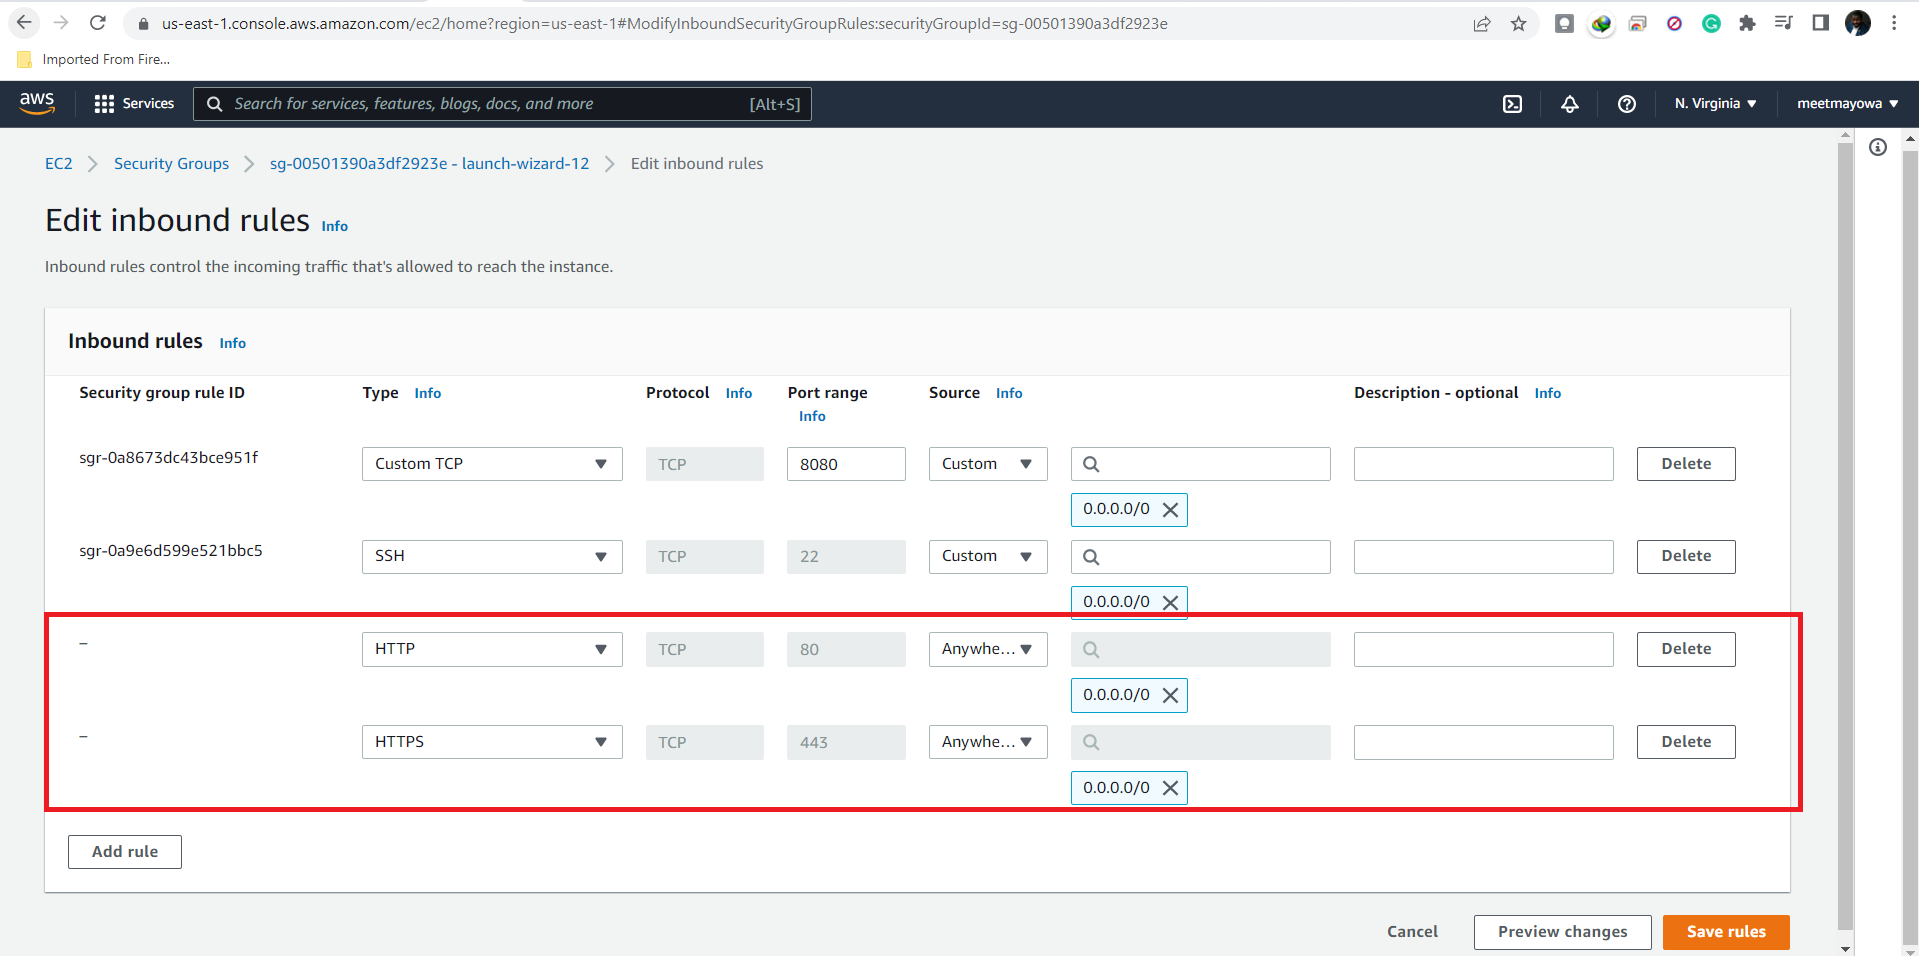 us-east-1.console.aws.amazon.com/ec2/home?region=us-east-1#ModifyInboundSecurityGroupRules:securityGroupId=sg-00501390a3df2923e
Imported From Fire...
aws Services Search for services, features, blogs, docs, and more [Alt+S] N. Virginia meetmayowa
EC2 Security Groups sg-00501390a3df2923e - launch-wizard-12 Edit inbound rules
Edit inbound rules Info
Inbound rules control the incoming traffic that's allowed to reach the instance.
Inbound rules Info
Security group rule ID Type Info Protocol Info Port range Source Info Description - optional Info
Info
sgr-0a8673dc43bce951f Custom TCP TCP 8080 Custom Delete
0.0.0.0/0
sgr-0a9e6d599e521bbc5 SSH TCP 22 Custom Delete
0.0.0.0/0
– HTTP TCP 80 Anywhe... Delete
0.0.0.0/0
– HTTPS TCP 443 Anywhe... Delete
0.0.0.0/0
Add rule
Cancel Preview changes Save rules